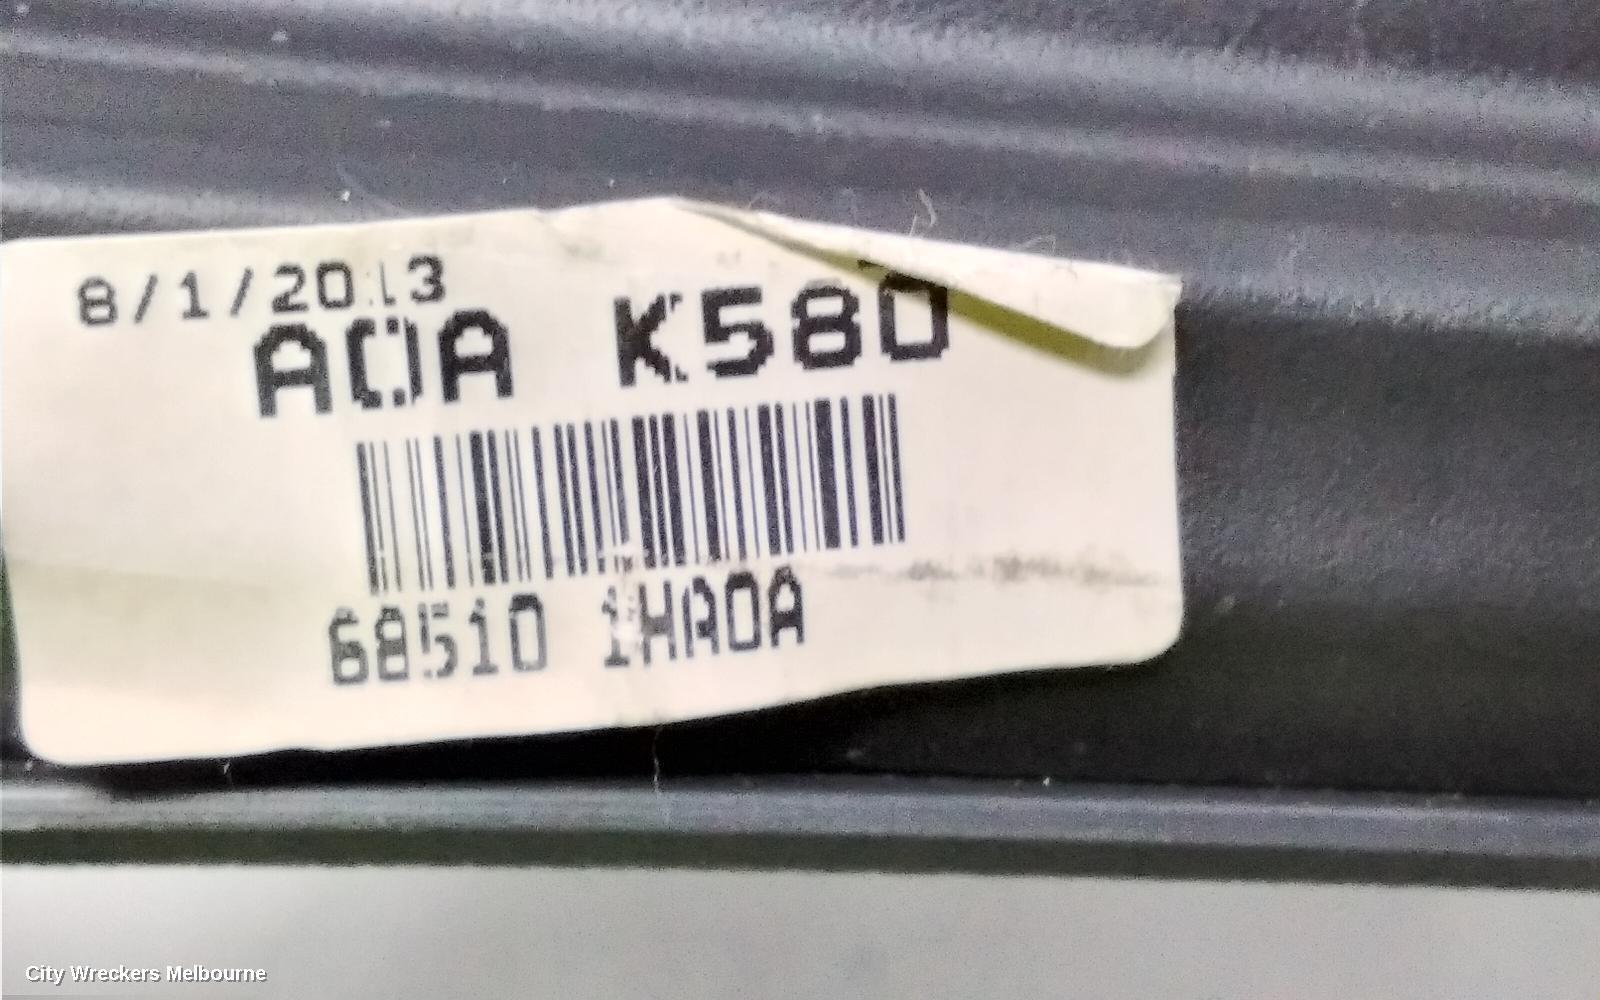 8/1/2013
A0A K580
68510 1HA0A
City Wreckers Melbourne